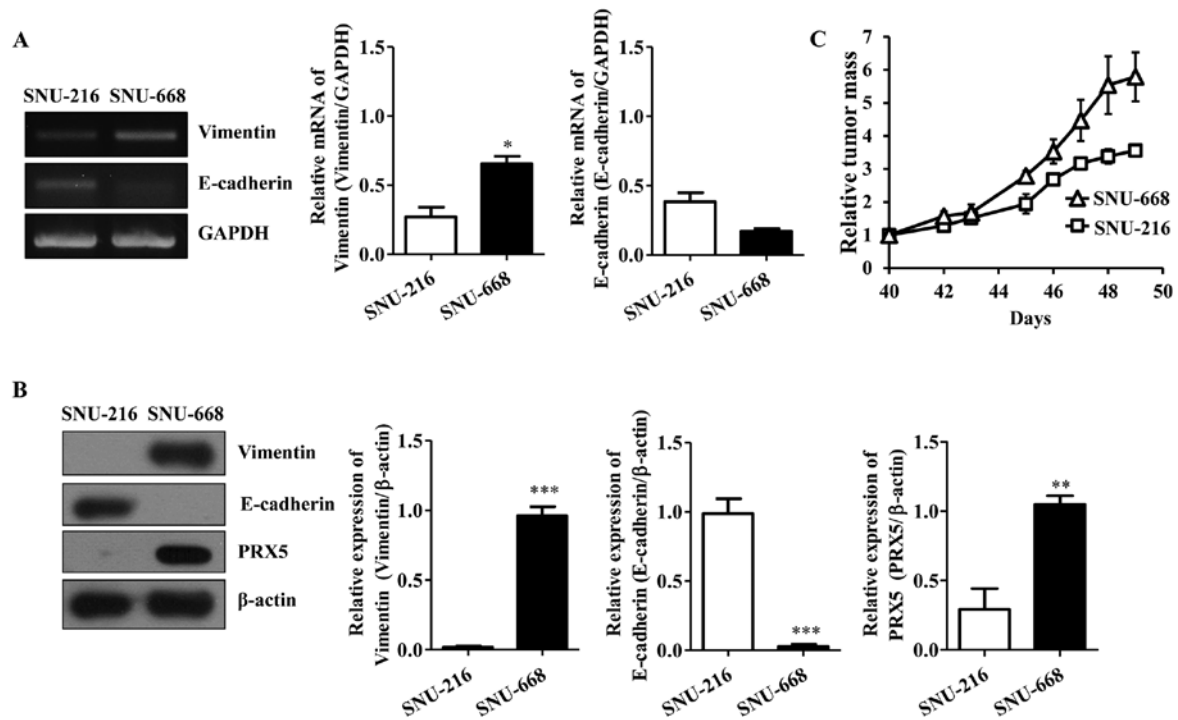 A
SNU-216 SNU-668
Vimentin
E-cadherin
GAPDH
Relative mRNA of
Vimentin (Vimentin/GAPDH)
1.5
1.0
0.5
0.0
*
SNU-216
SNU-668
Relative mRNA of
E-cadherin (E-cadherin/GAPDH)
1.5
1.0
0.5
0.0
SNU-216
SNU-668
C
Relative tumor mass
7
6
5
4
3
2
1
0
SNU-668
SNU-216
40 42 44 46 48 50
Days
B
SNU-216 SNU-668
Vimentin
E-cadherin
PRX5
β-actin
Relative expression of
Vimentin (Vimentin/β-actin)
1.5
1.0
0.5
0.0
***
SNU-216
SNU-668
Relative expression of
E-cadherin (E-cadherin/β-actin)
1.5
1.0
0.5
0.0
***
SNU-216
SNU-668
Relative expression of
PRX5 (PRX5/β-actin)
1.5
1.0
0.5
0.0
**
SNU-216
SNU-668